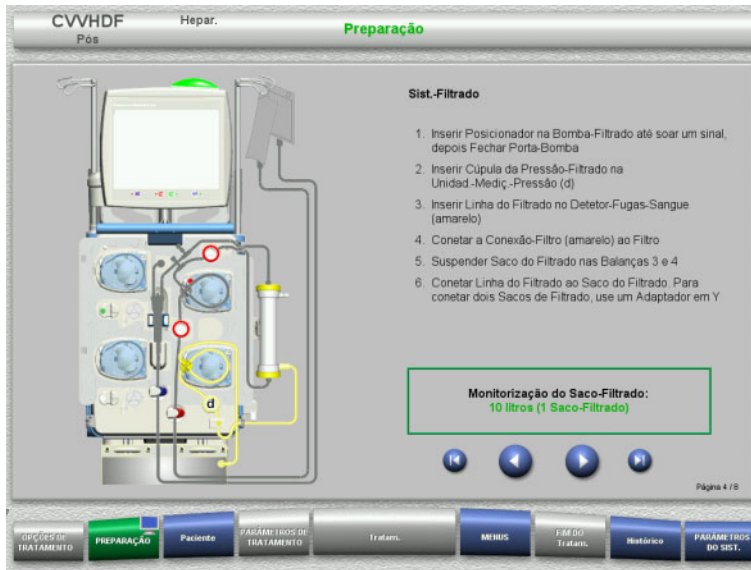 CVVHDF
Hepar.
Pós
Preparação
Sist.-Filtrado
1. Inserir Posicionador na Bomba-Filtrado até soar um sinal,
depois Fechar Porta-Bomba
2. Inserir Cúpula da Pressão-Filtrado na
Unidad.-Mediç.-Pressão (d)
3. Inserir Linha do Filtrado no Detetor-Fugas-Sangue
(amarelo)
4. Conetar a Conexão-Filtro (amarelo) ao Filtro
5. Suspender Saco do Filtrado nas Balanças 3 e 4
6. Conetar Linha do Filtrado ao Saco do Filtrado. Para
conetar dois Sacos de Filtrado, use um Adaptador em Y
d
Monitorização do Saco-Filtrado:
10 litros (1 Saco-Filtrado)
Página 4 / 8
OPÇÕES DE
TRATAMENTO
PREPARAÇÃO
Paciente
PARÂMETROS DE
TRATAMENTO
Tratam.
MENUS
FIM DO
Tratam.
Histórico
PARÂMETROS
DO SIST.